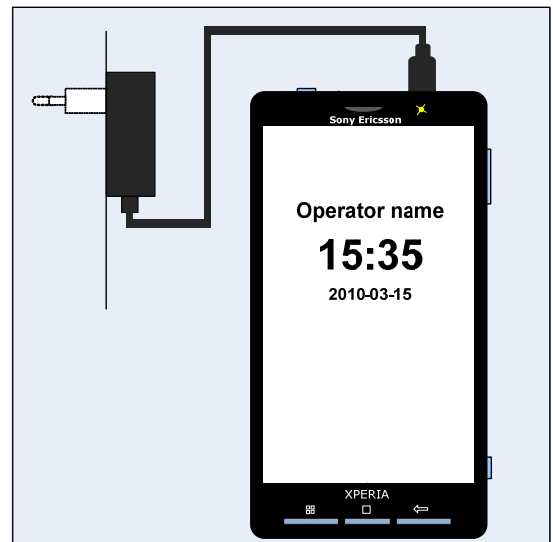 Sony Ericsson
Operator name
15:35
2010-03-15
XPERIA